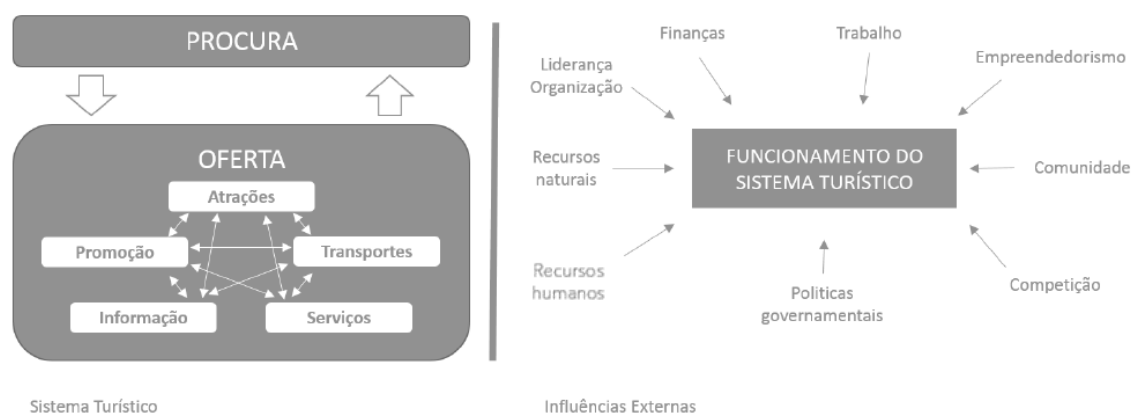 PROCURA
OFERTA
Atrações
Promoção
Transportes
Informação
Serviços
Sistema Turístico
Finanças
Trabalho
Empreendedorismo
Liderança
Organização
Recursos
naturais
FUNCIONAMENTO DO
SISTEMA TURÍSTICO
Comunidade
Recursos
humanos
Politicas
governamentais
Competição
Influências Externas